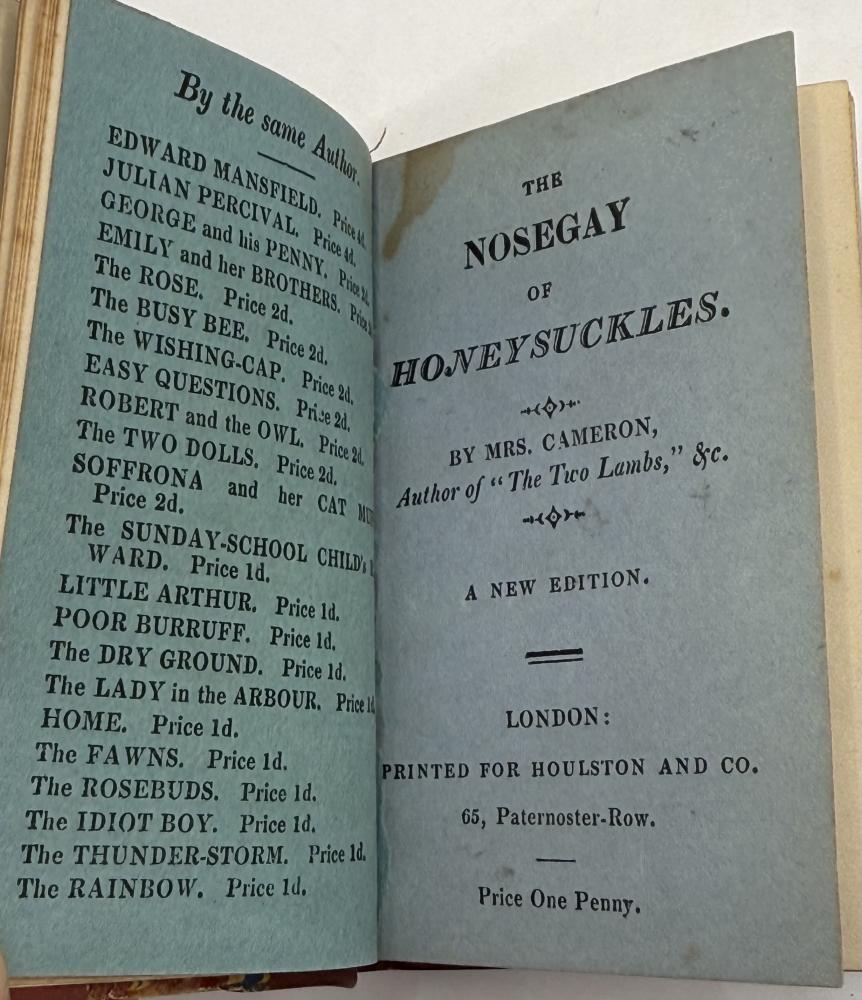 By the same Author.
EDWARD MANSFIELD. Price 4d.
JULIAN PERCIVAL. Price 4d.
GEORGE and his PENNY. Price 2d.
EMILY and her BROTHERS. Price
The ROSE. Price 2d.
The BUSY BEE. Price 2d.
The WISHING-CAP. Price 2d.
EASY QUESTIONS. Price 2d.
ROBERT and the OWL. Price 2d.
The TWO DOLLS. Price 2d.
SOFFRONA and her CAT
Price 2d.
The SUNDAY-SCHOOL CHILD's
WARD. Price 1d.
LITTLE ARTHUR. Price 1d.
POOR BURRUFF. Price 1d.
The DRY GROUND. Price 1d.
The LADY in the ARBOUR. Price 1d.
HOME. Price 1d.
The FAWNS. Price 1d.
The ROSEBUDS. Price 1d.
The IDIOT BOY. Price 1d.
The THUNDER-STORM. Price 1d.
The RAINBOW. Price 1d.
THE
NOSEGAY
OF
HONEYSUCKLES.
BY MRS. CAMERON,
Author of "The Two Lambs," &c.
A NEW EDITION.
LONDON:
PRINTED FOR HOULSTON AND CO.
65, Paternoster-Row.
Price One Penny.